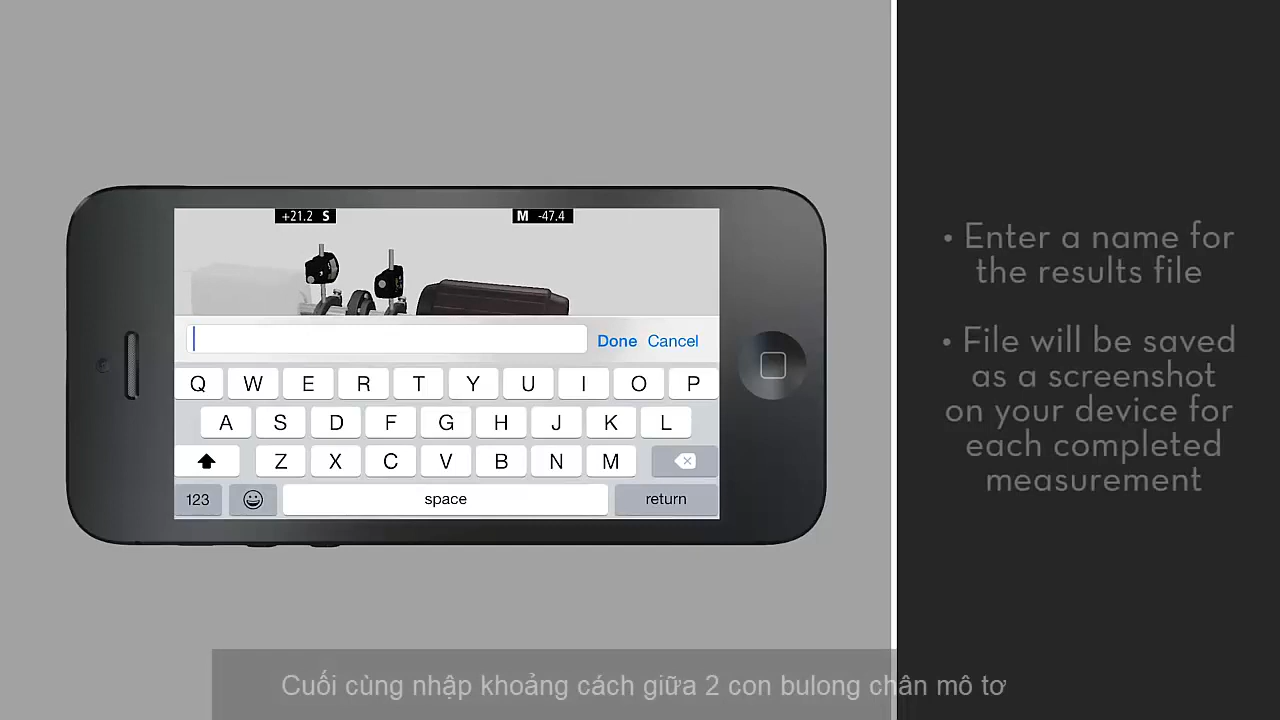 +21.2 S
M -47.4
Done Cancel
Q W E R T Y U I O P
A S D F G H J K L
Z X C V B N M
123 space return
• Enter a name for
the results file
• File will be saved
as a screenshot
on your device for
each completed
measurement
Cuối cùng nhập khoảng cách giữa 2 con bulong chân mô tơ